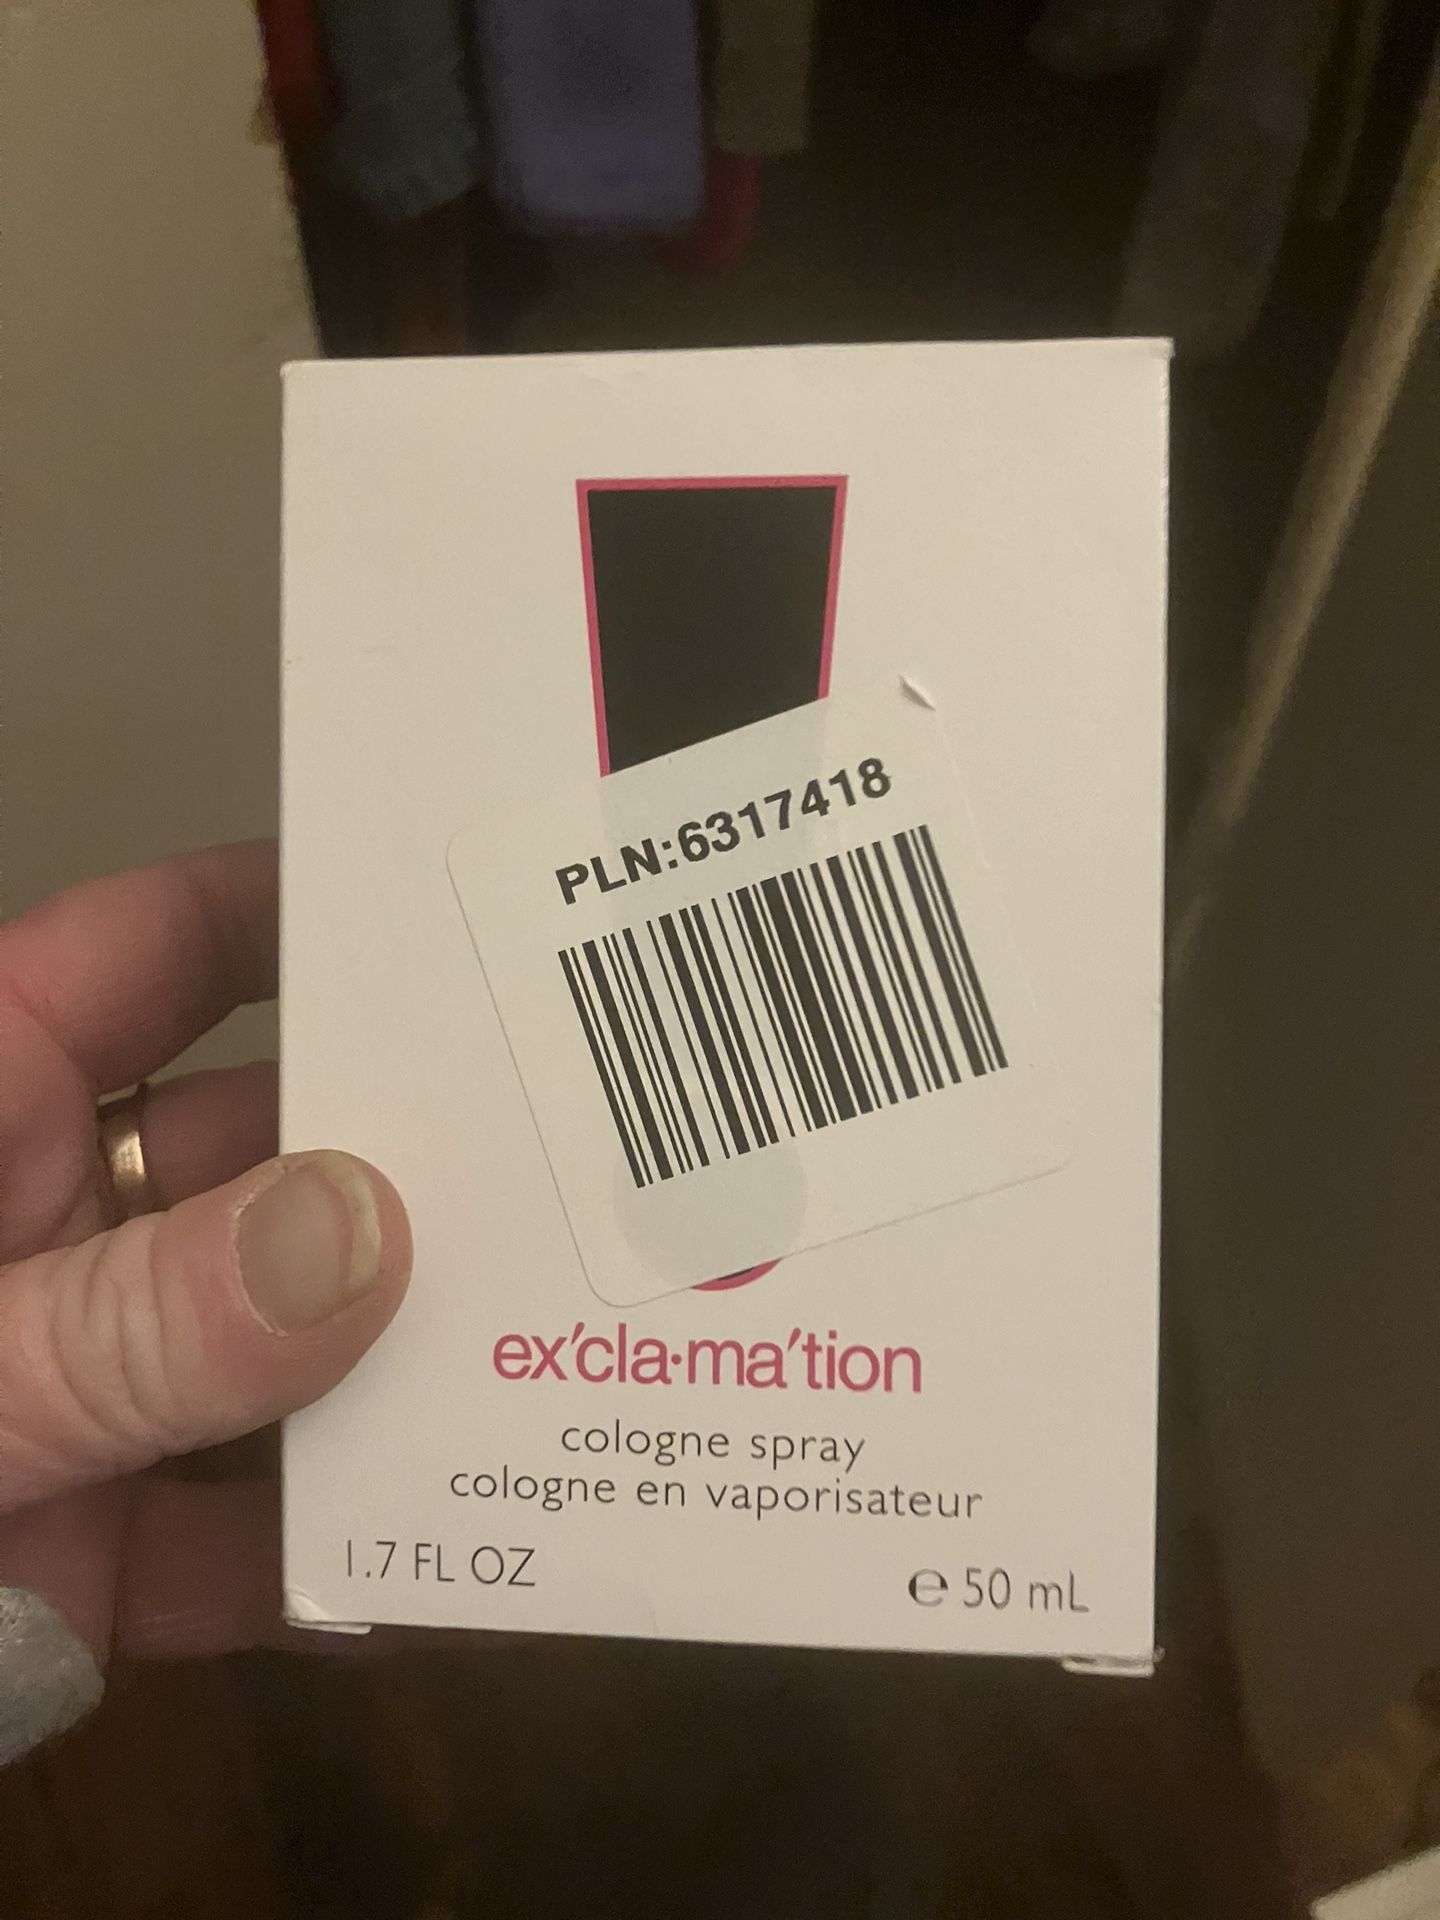 PLN:6317418
ex'cla·ma'tion
cologne spray
cologne en vaporisateur
1.7 FL OZ
℮ 50 mL